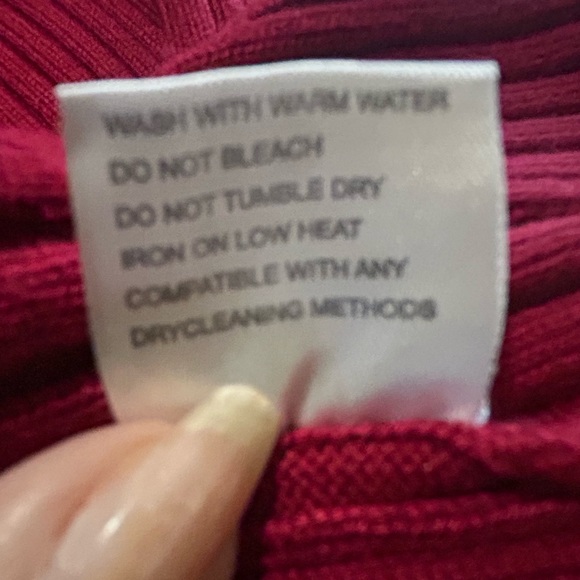 WASH WITH WARM WATER
DO NOT BLEACH
DO NOT TUMBLE DRY
IRON ON LOW HEAT
COMPATIBLE WITH ANY
DRYCLEANING METHODS